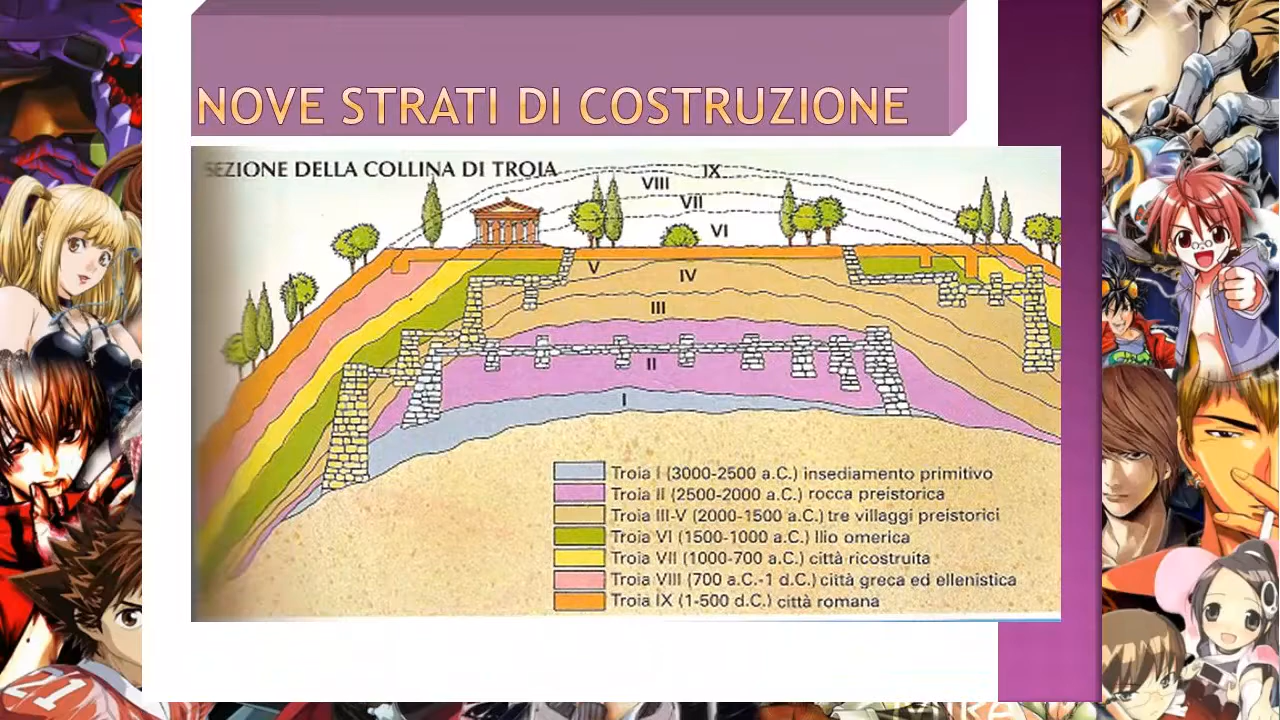 NOVE STRATI DI COSTRUZIONE
SEZIONE DELLA COLLINA DI TROIA
IX
VIII
VII
VI
V
IV
III
II
I
Troia I (3000-2500 a.C.) insediamento primitivo
Troia II (2500-2000 a.C.) rocca preistorica
Troia III-V (2000-1500 a.C.) tre villaggi preistorici
Troia VI (1500-1000 a.C.) Ilio omerica
Troia VII (1000-700 a.C.) città ricostruita
Troia VIII (700 a.C.-1 d.C.) città greca ed ellenistica
Troia IX (1-500 d.C.) città romana
21